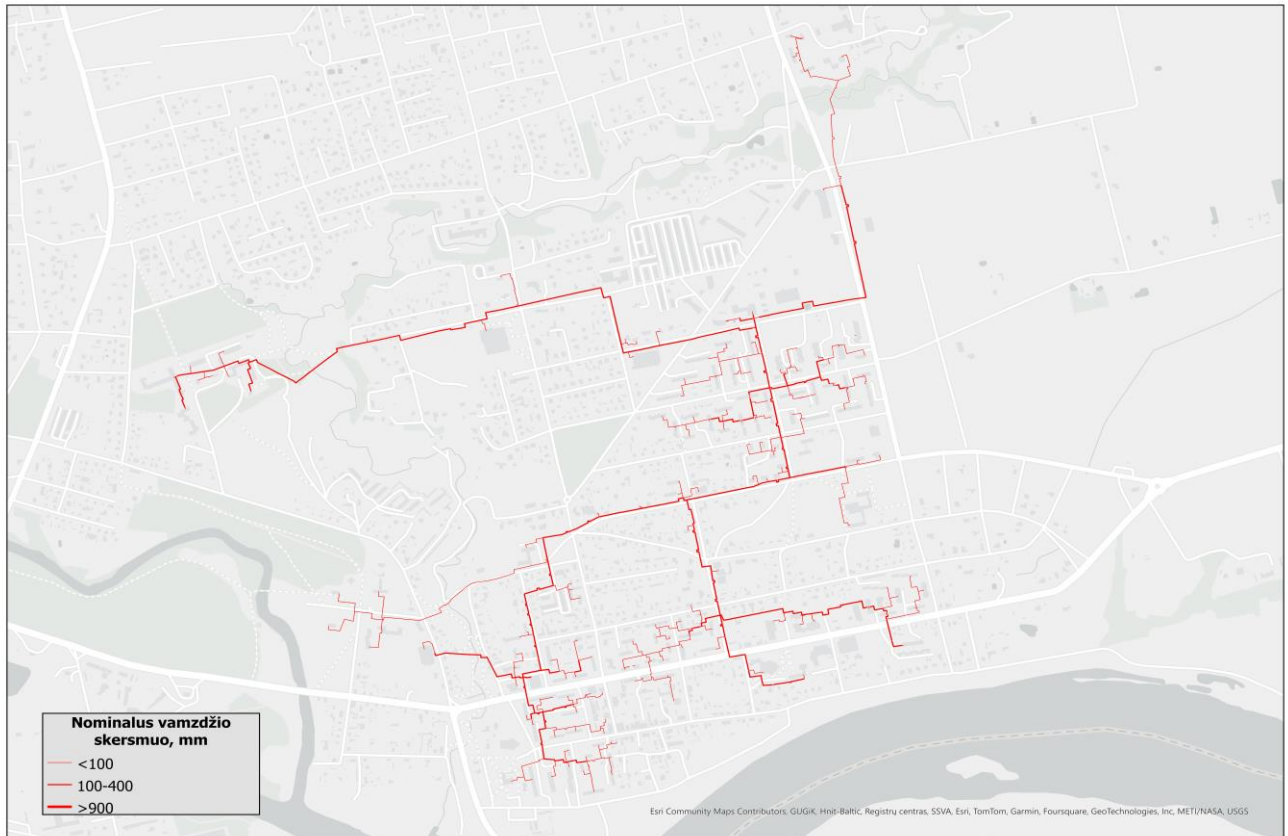 Nominalus vamzdžio
skersmuo, mm
<100
100-400
>900
Esri Community Maps Contributors, GUGiK, Hnit-Baltic, Registrų centras, SSVA, Esri, TomTom, Garmin, Foursquare, GeoTechnologies, Inc, METI/NASA, USGS